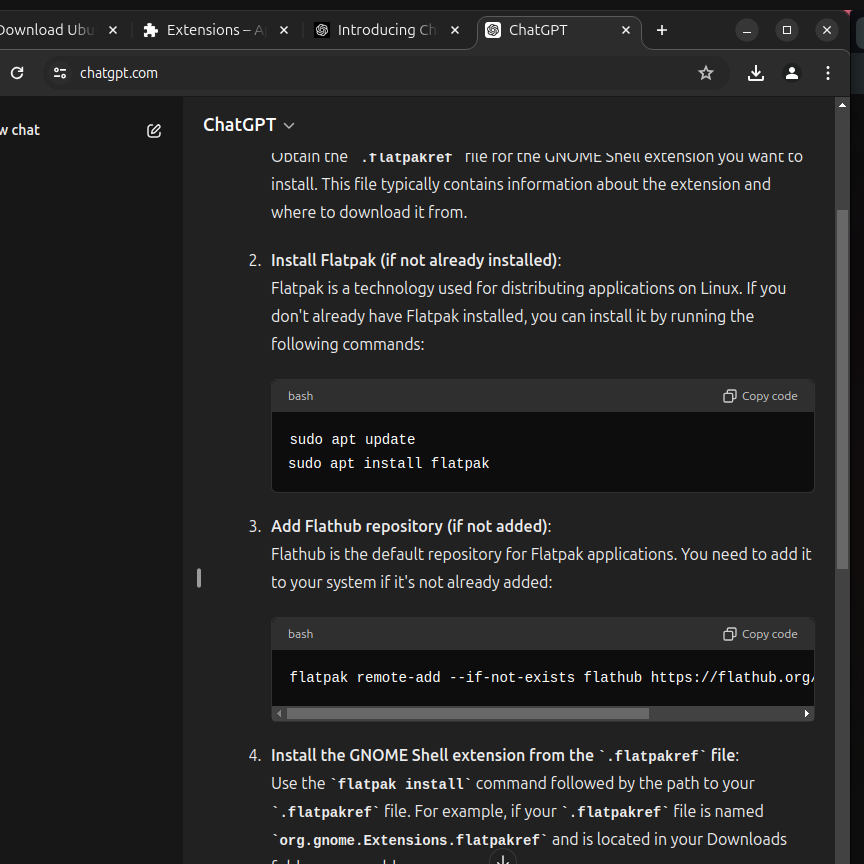 Download Ubu
Extensions – A
Introducing Ch
ChatGPT
chatgpt.com
w chat
ChatGPT
Obtain the .flatpakref file for the GNOME Shell extension you want to
install. This file typically contains information about the extension and
where to download it from.
2. Install Flatpak (if not already installed):
Flatpak is a technology used for distributing applications on Linux. If you
don't already have Flatpak installed, you can install it by running the
following commands:
bash
Copy code
sudo apt update
sudo apt install flatpak
3. Add Flathub repository (if not added):
Flathub is the default repository for Flatpak applications. You need to add it
to your system if it's not already added:
bash
Copy code
flatpak remote-add --if-not-exists flathub https://flathub.org/
4. Install the GNOME Shell extension from the `.flatpakref` file:
Use the `flatpak install` command followed by the path to your
`.flatpakref` file. For example, if your `.flatpakref` file is named
`org.gnome.Extensions.flatpakref` and is located in your Downloads